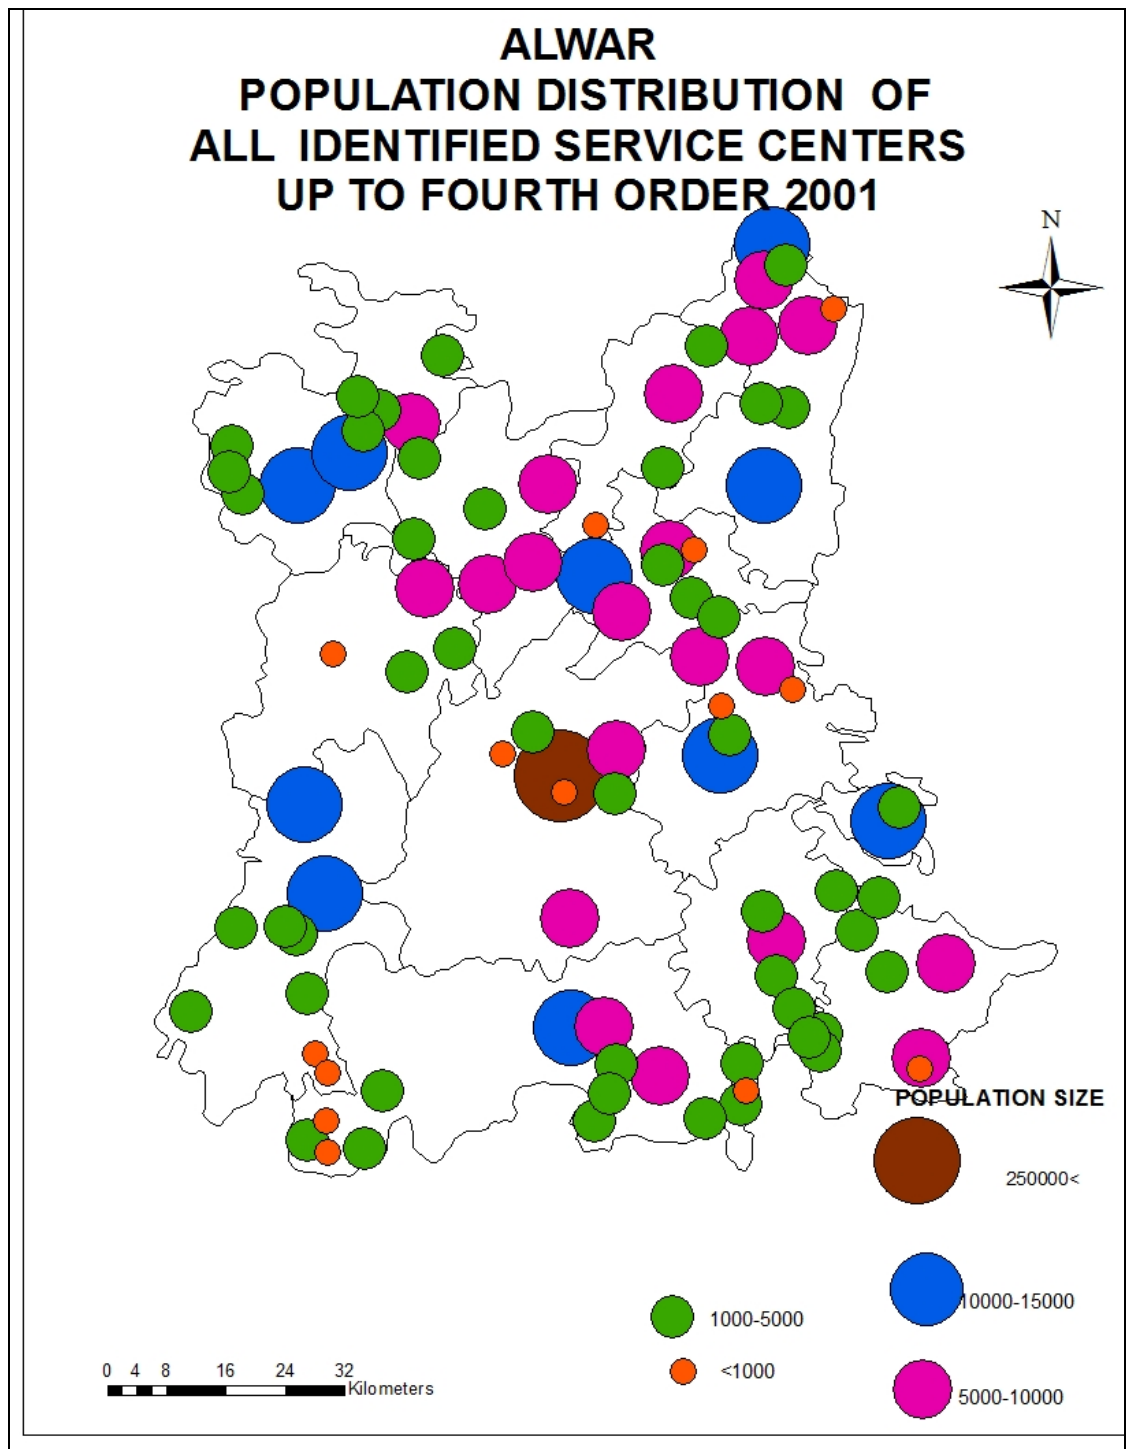 ALWAR
POPULATION DISTRIBUTION OF
ALL IDENTIFIED SERVICE CENTERS
UP TO FOURTH ORDER 2001
N
POPULATION SIZE
250000<
10000-15000
1000-5000
<1000
5000-10000
0 4 8 16 24 32
Kilometers